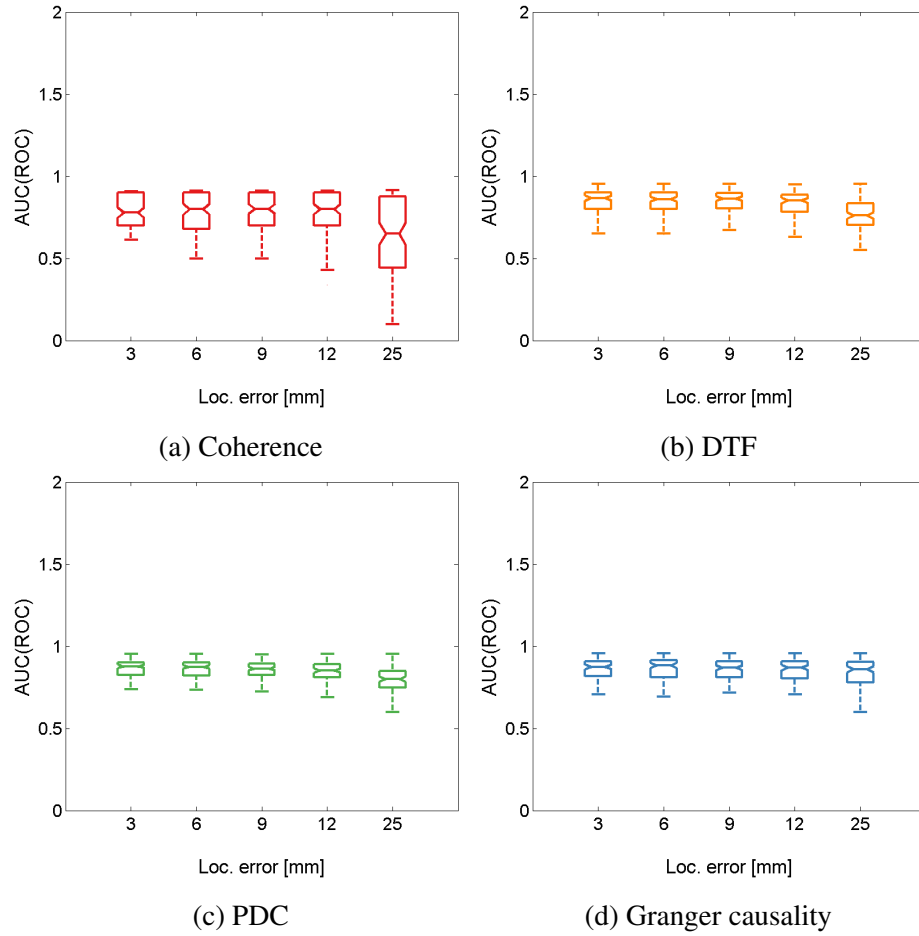 2
1.5
1
0.5
0
AUC(ROC)
3 6 9 12 25
Loc. error [mm]
(a) Coherence
2
1.5
1
0.5
0
AUC(ROC)
3 6 9 12 25
Loc. error [mm]
(b) DTF
2
1.5
1
0.5
0
AUC(ROC)
3 6 9 12 25
Loc. error [mm]
(c) PDC
2
1.5
1
0.5
0
AUC(ROC)
3 6 9 12 25
Loc. error [mm]
(d) Granger causality